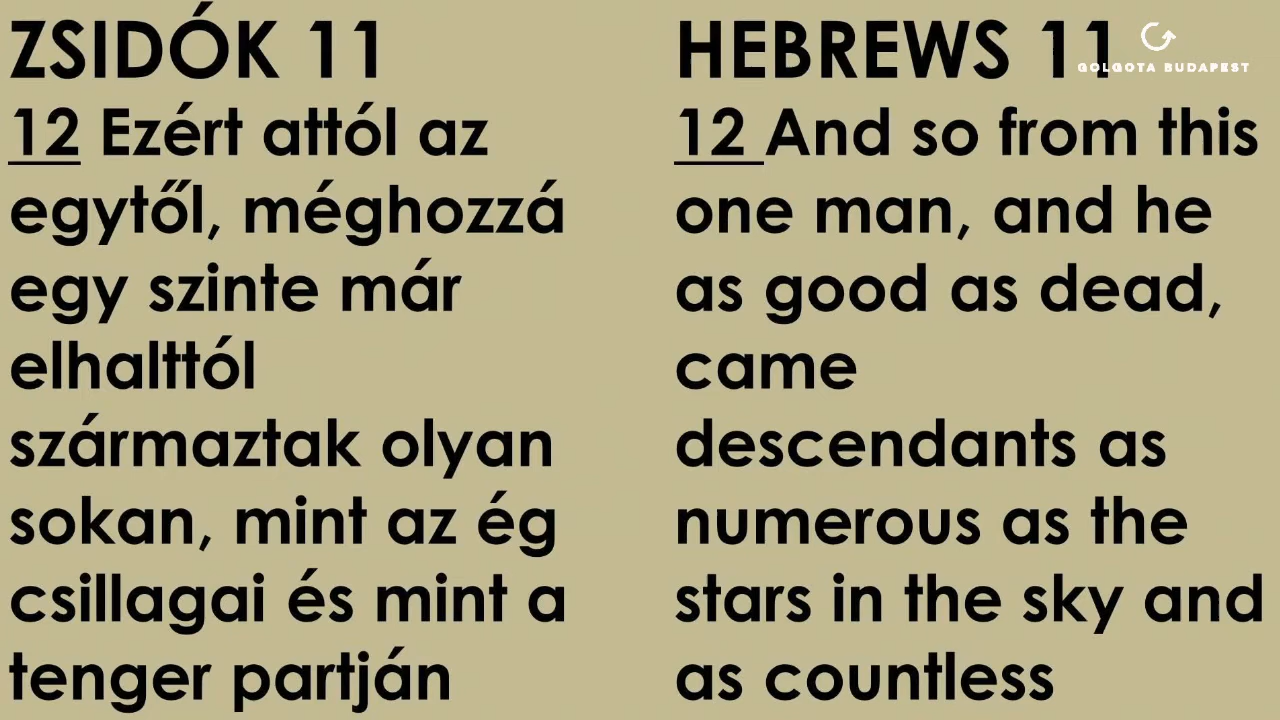 ZSIDÓK 11
12 Ezért attól az
egytől, méghozzá
egy szinte már
elhalttól
származtak olyan
sokan, mint az ég
csillagai és mint a
tenger partján
HEBREWS 11
12 And so from this
one man, and he
as good as dead,
came
descendants as
numerous as the
stars in the sky and
as countless
GOLGOTA BUDAPEST